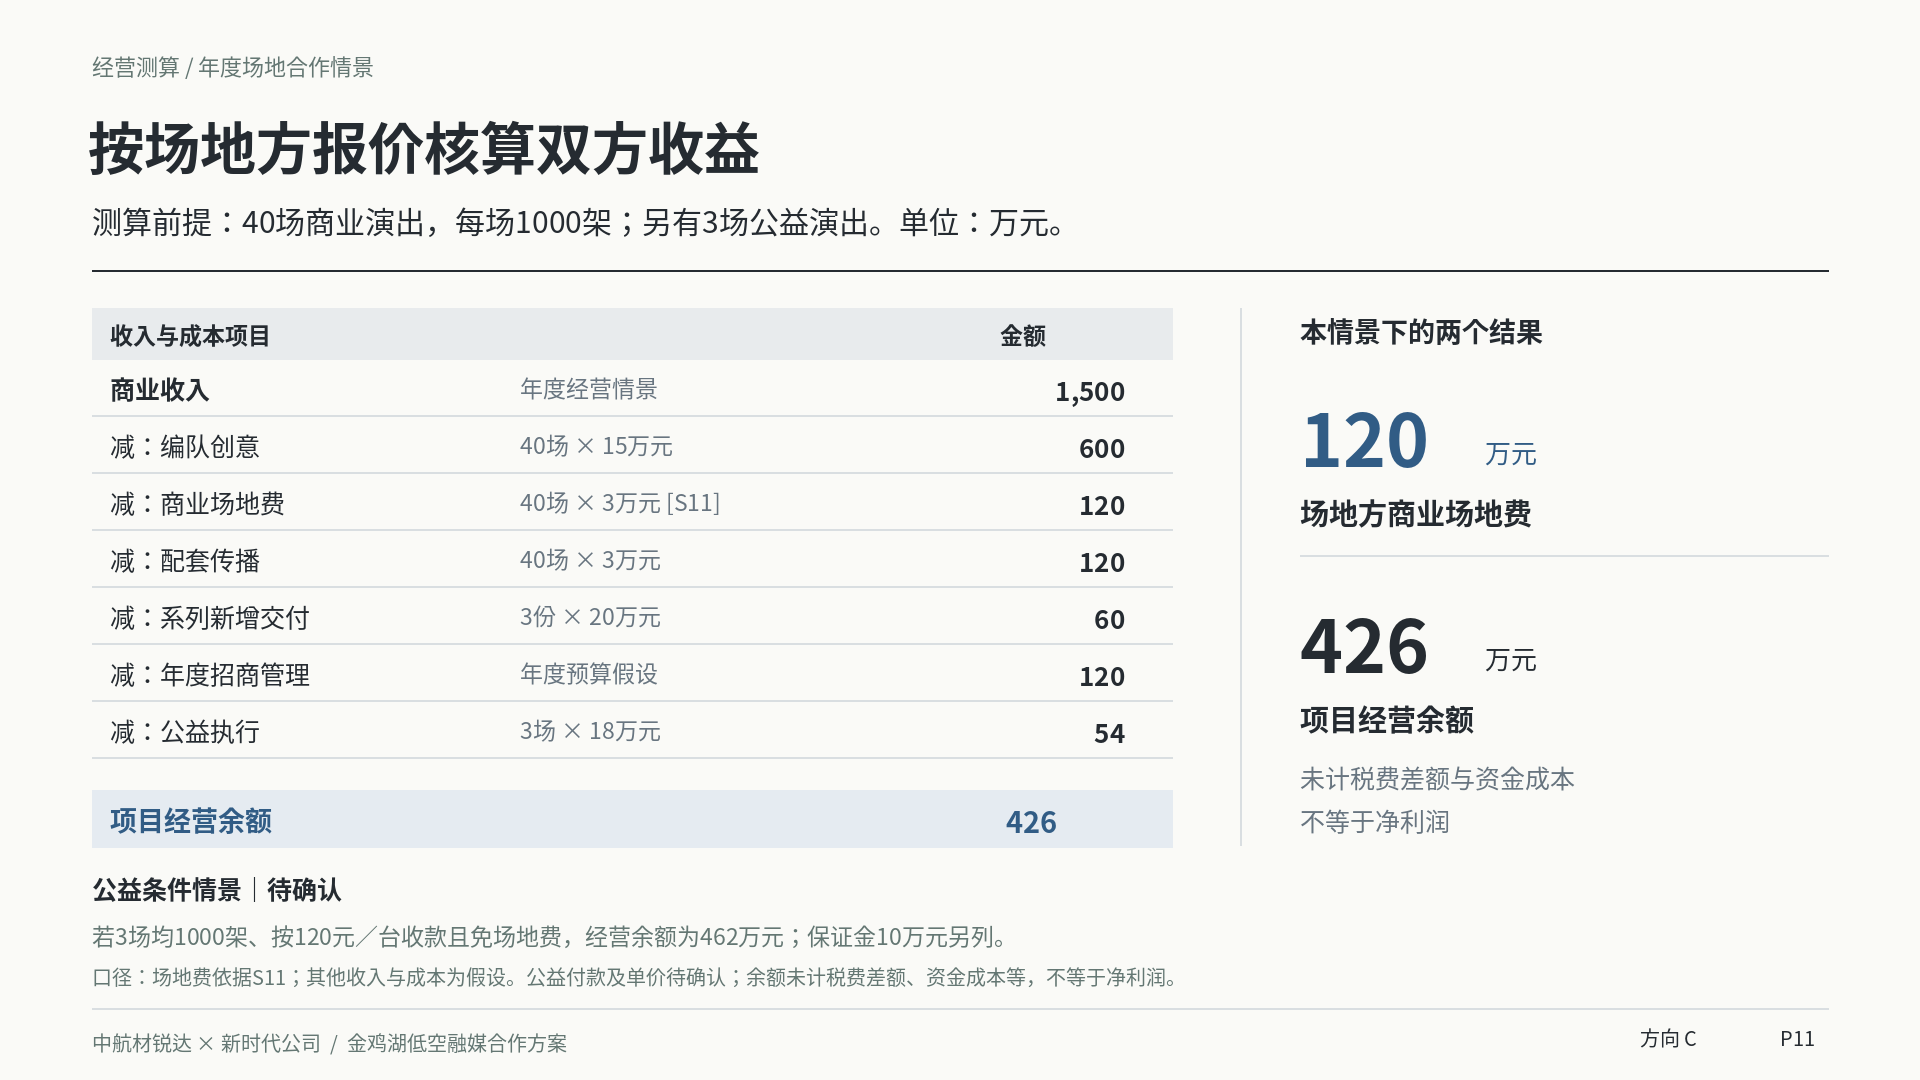 经营测算 / 年度场地合作情景
按场地方报价核算双方收益
测算前提：40场商业演出，每场1000架；另有3场公益演出。单位：万元。
收入与成本项目 金额
商业收入 年度经营情景 1,500
减：编队创意 40场 × 15万元 600
减：商业场地费 40场 × 3万元 [S11] 120
减：配套传播 40场 × 3万元 120
减：系列新增交付 3份 × 20万元 60
减：年度招商管理 年度预算假设 120
减：公益执行 3场 × 18万元 54
项目经营余额 426
本情景下的两个结果
120 万元
场地方商业场地费
426 万元
项目经营余额
未计税费差额与资金成本
不等于净利润
公益条件情景｜待确认
若3场均1000架、按120元／台收款且免场地费，经营余额为462万元；保证金10万元另列。
口径：场地费依据S11；其他收入与成本为假设。公益付款及单价待确认；余额未计税费差额、资金成本等，不等于净利润。
中航材锐达 × 新时代公司 / 金鸡湖低空融媒合作方案
方向 C P11